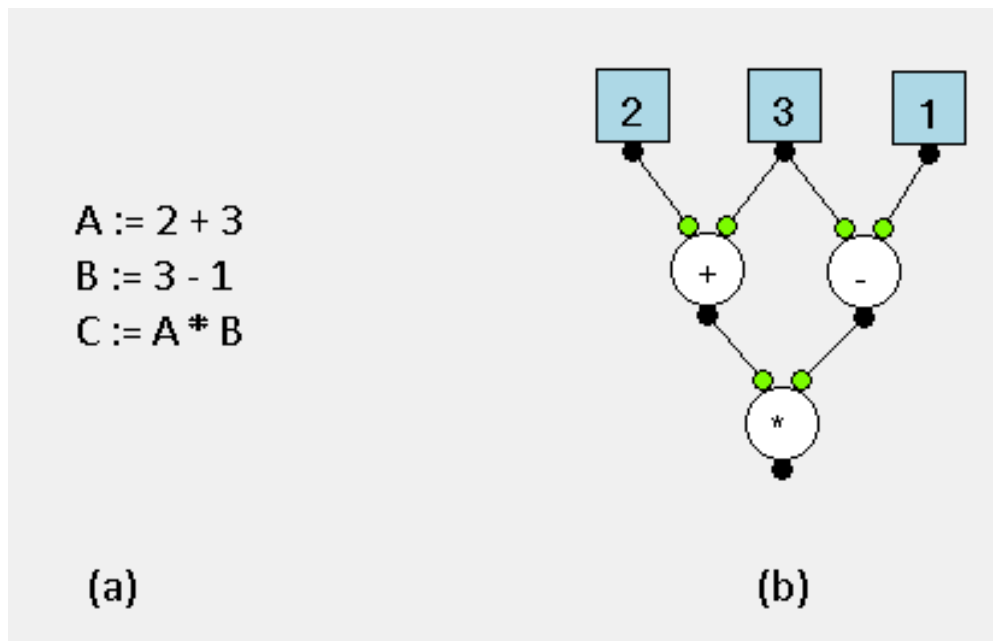 A := 2 + 3
B := 3 - 1
C := A * B
(a)
2 3 1
+ -
*
(b)